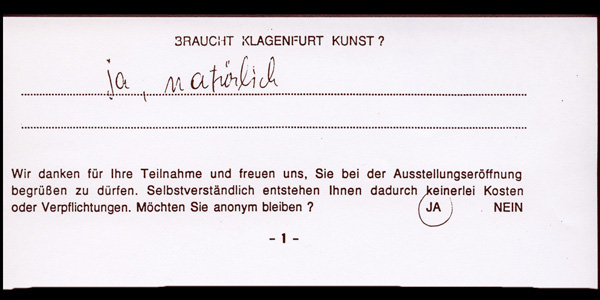 BRAUCHT KLAGENFURT KUNST?
ja, natürlich
Wir danken für Ihre Teilnahme und freuen uns, Sie bei der Ausstellungseröffnung
begrüßen zu dürfen. Selbstverständlich entstehen Ihnen dadurch keinerlei Kosten
oder Verpflichtungen. Möchten Sie anonym bleiben ? JA NEIN
- 1 -